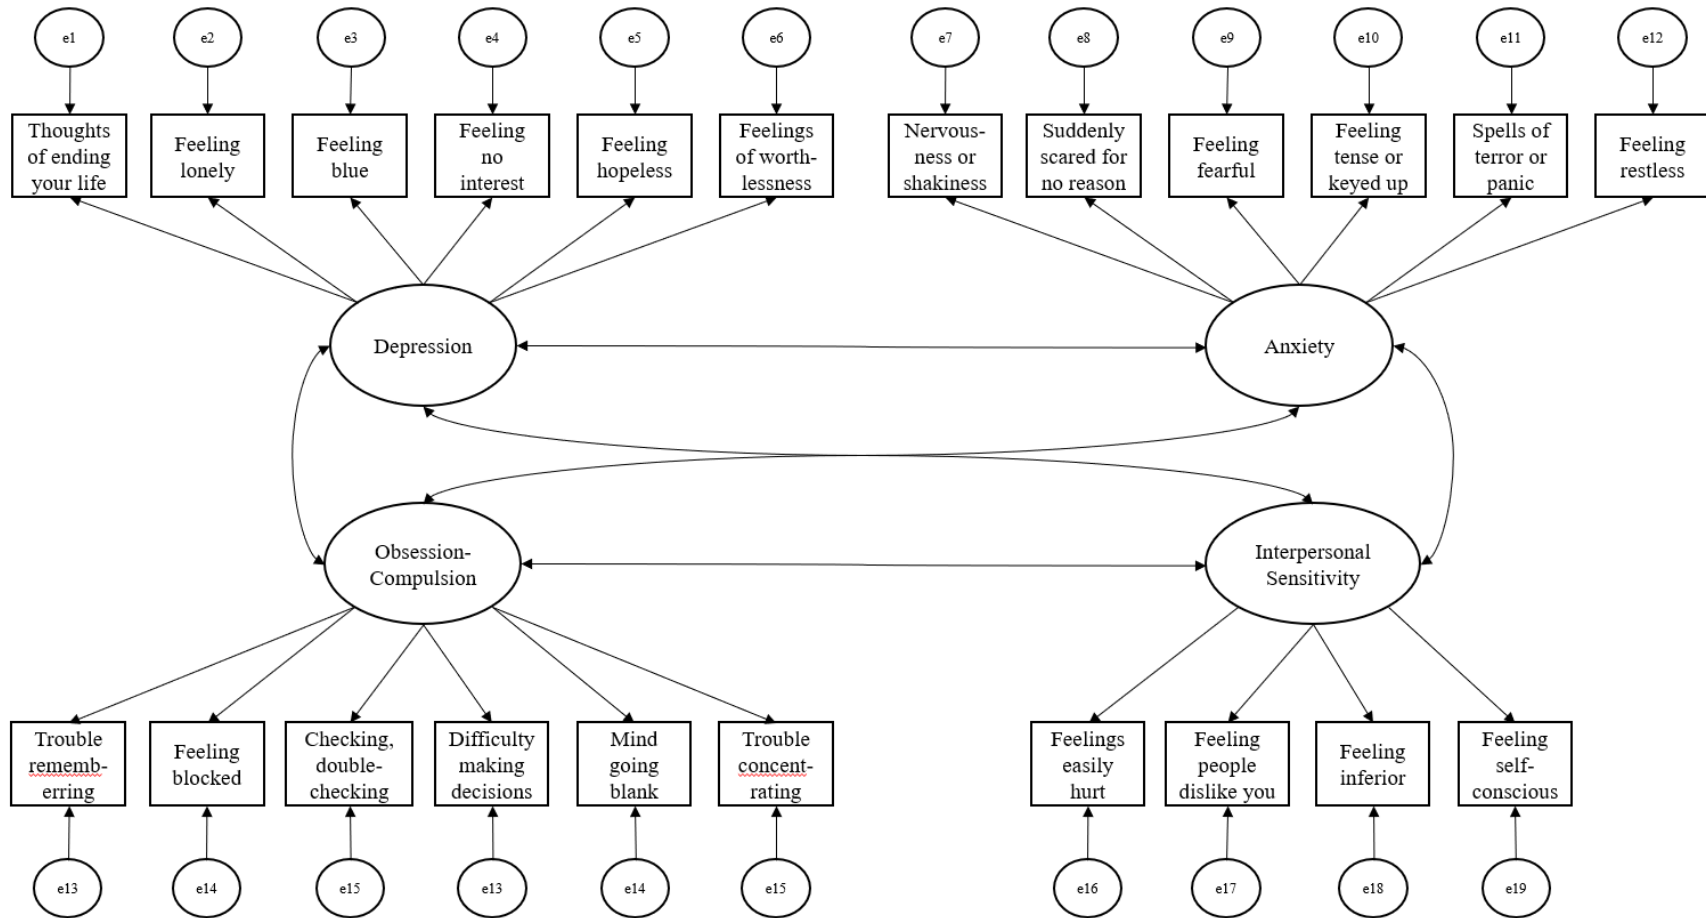 e1
e2
e3
e4
e5
e6
e7
e8
e9
e10
e11
e12
Thoughts
of ending
your life
Feeling
lonely
Feeling
blue
Feeling
no
interest
Feeling
hopeless
Feelings
of worth-
lessness
Nervous-
ness or
shakiness
Suddenly
scared for
no reason
Feeling
fearful
Feeling
tense or
keyed up
Spells of
terror or
panic
Feeling
restless
Depression
Anxiety
Obsession-
Compulsion
Interpersonal
Sensitivity
Trouble
rememb-
erring
Feeling
blocked
Checking,
double-
checking
Difficulty
making
decisions
Mind
going
blank
Trouble
concent-
rating
Feelings
easily
hurt
Feeling
people
dislike you
Feeling
inferior
Feeling
self-
conscious
e13
e14
e15
e13
e14
e15
e16
e17
e18
e19